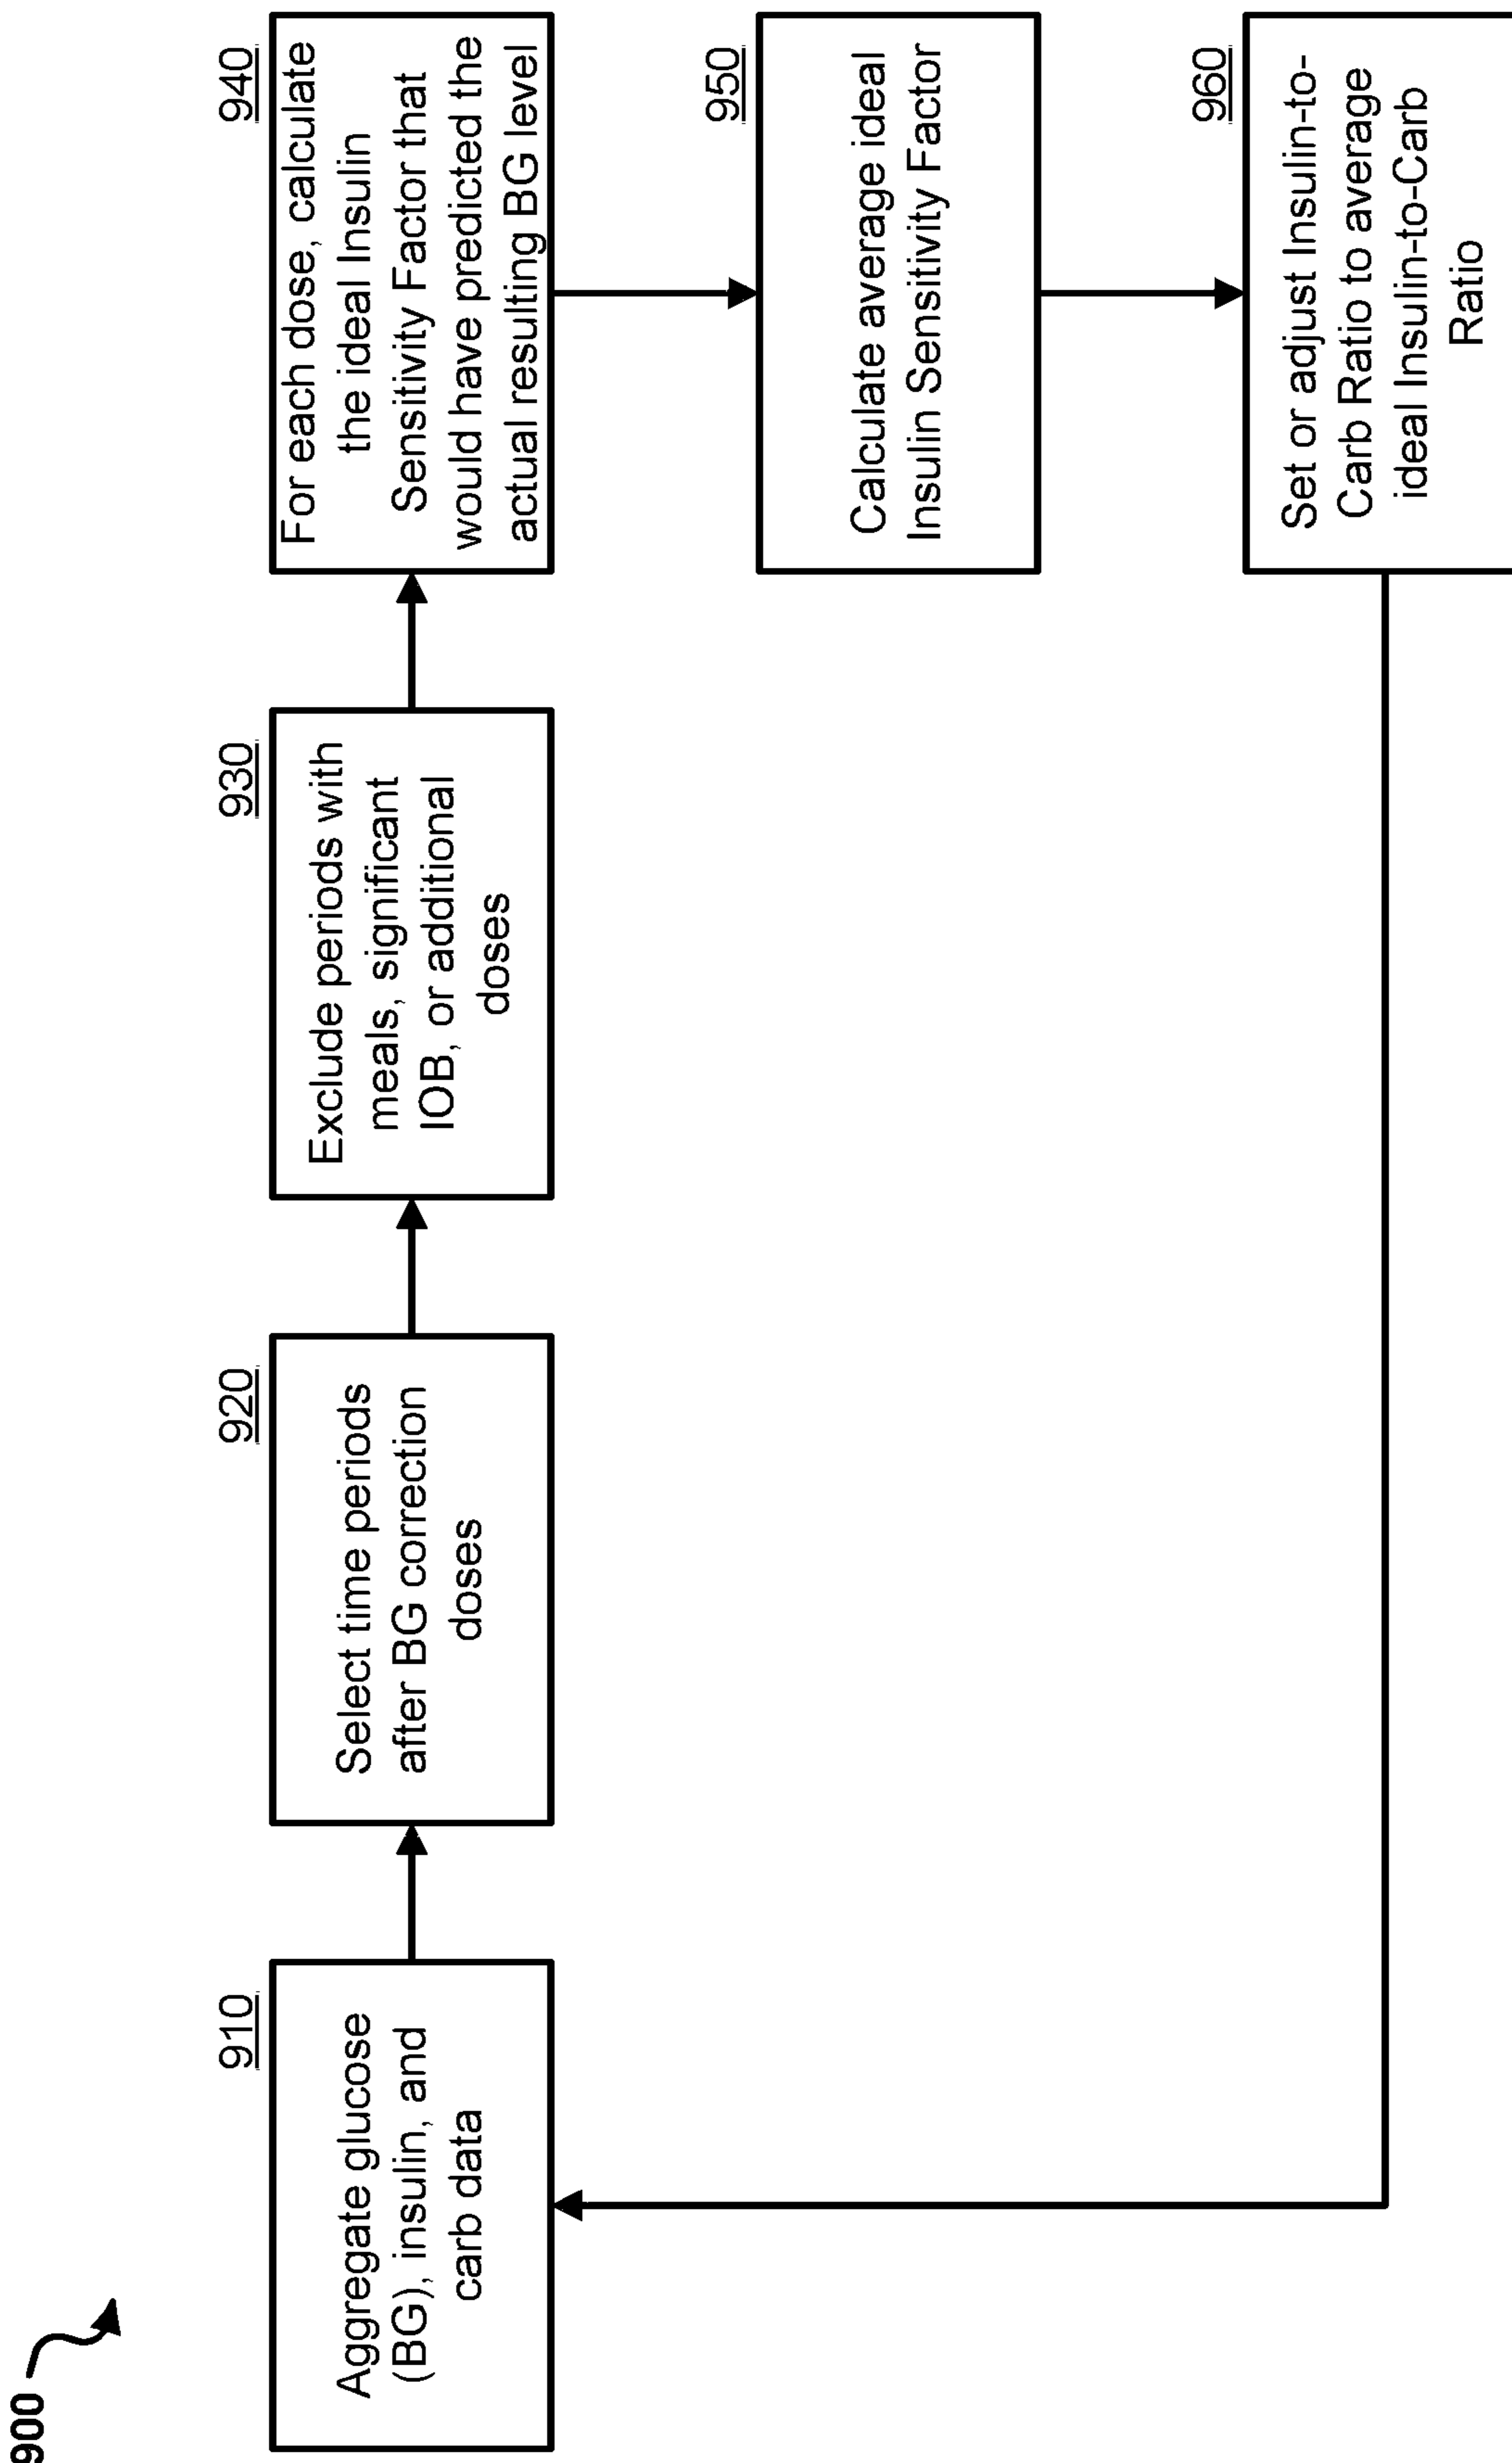 900
910
Aggregate glucose
(BG), insulin, and
carb data
920
Select time periods
after BG correction
doses
930
Exclude periods with
meals, significant
IOB, or additional
doses
940
For each dose, calculate
the ideal Insulin
Sensitivity Factor that
would have predicted the
actual resulting BG level
950
Calculate average ideal
Insulin Sensitivity Factor
960
Set or adjust Insulin-to-
Carb Ratio to average
ideal Insulin-to-Carb
Ratio